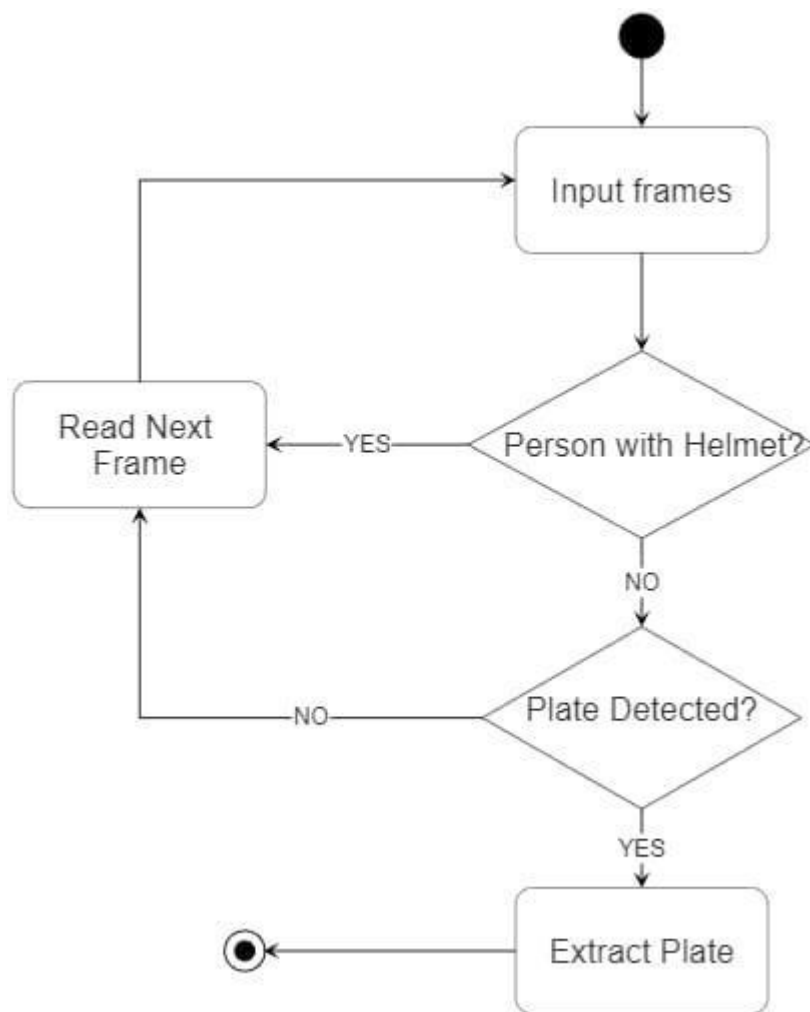 Input frames
Read Next
Frame
YES
Person with Helmet?
NO
NO
Plate Detected?
YES
Extract Plate